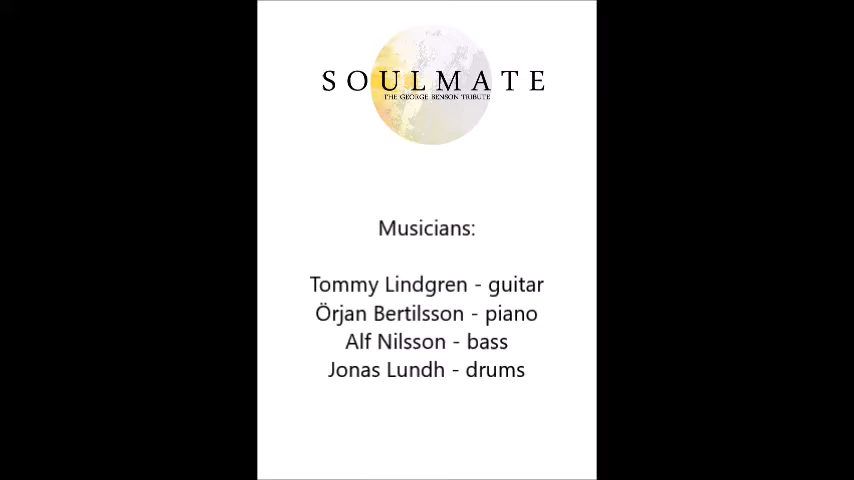 SOULMATE
THE GEORGE BENSON TRIBUTE
Musicians:
Tommy Lindgren - guitar
Örjan Bertilsson - piano
Alf Nilsson - bass
Jonas Lundh - drums